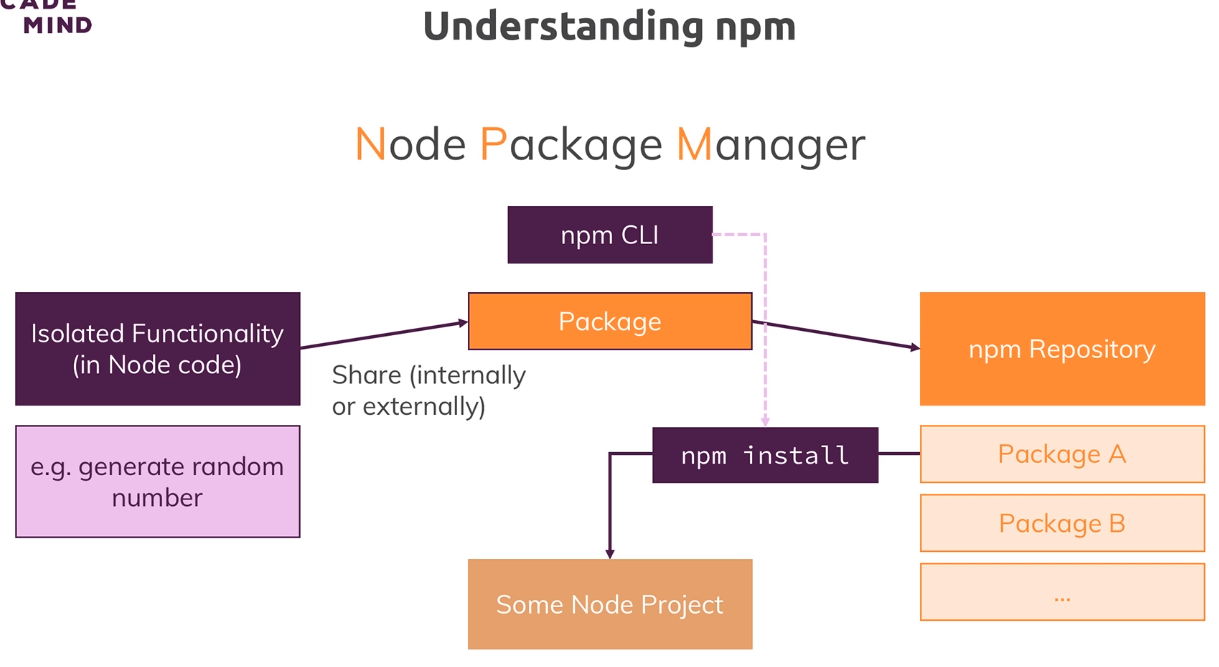 CADE
MIND
Understanding npm
Node Package Manager
npm CLI
Isolated Functionality
(in Node code)
Package
npm Repository
Share (internally
or externally)
e.g. generate random
number
npm install
Package A
Package B
...
Some Node Project